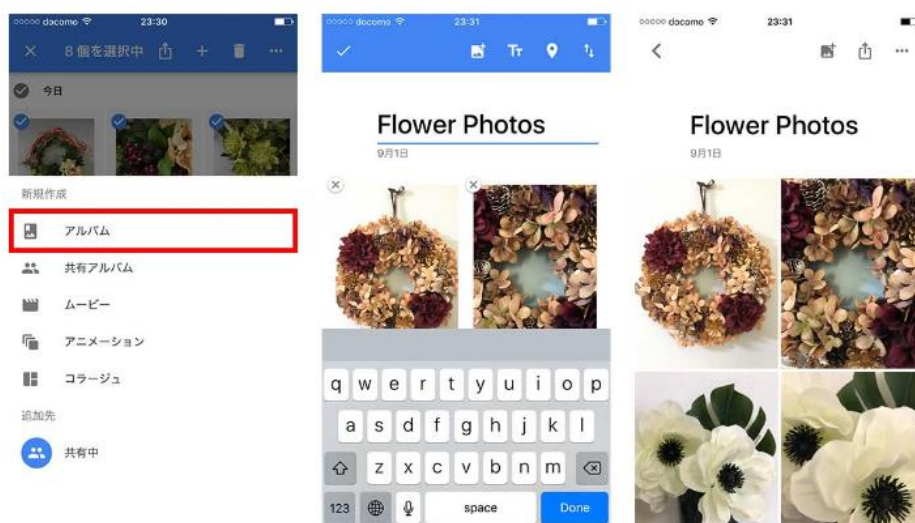 docomo 23:30
8個を選択中
今日
新規作成
アルバム
共有アルバム
ムービー
アニメーション
コラージュ
追加先
共有中
docomo 23:31
Tт
Flower Photos
9月1日
q w e r t y u i o p
a s d f g h j k l
z x c v b n m
123 space Done
docomo 23:31
Flower Photos
9月1日